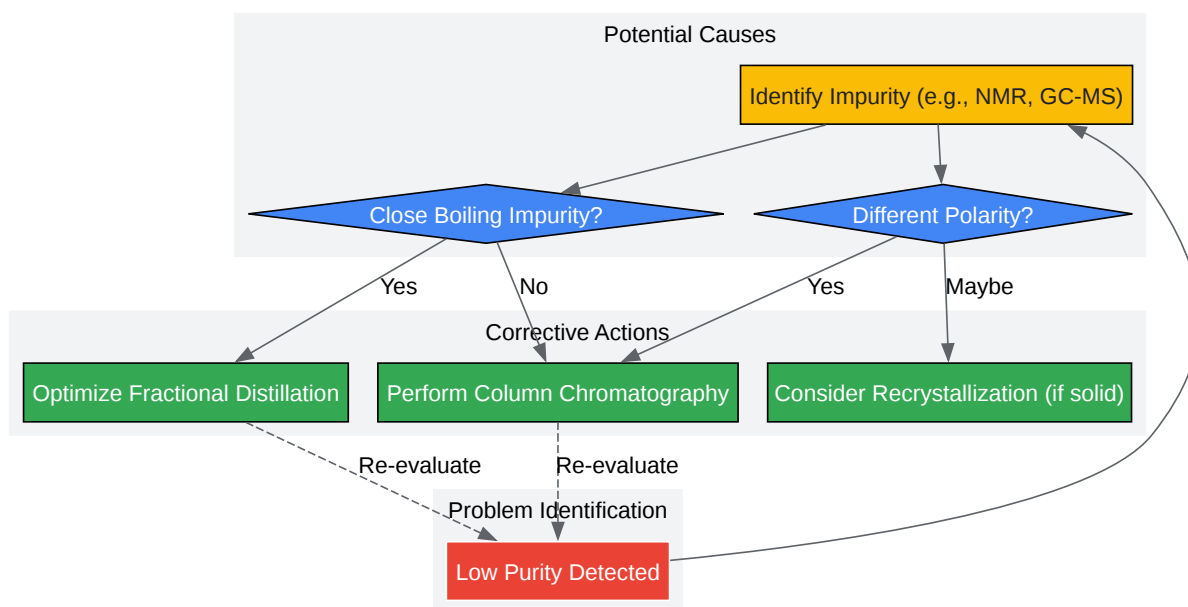 Potential Causes
Identify Impurity (e.g., NMR, GC-MS)
Close Boiling Impurity?
Different Polarity?
Yes
No
Yes
Maybe
Corrective Actions
Optimize Fractional Distillation
Perform Column Chromatography
Consider Recrystallization (if solid)
Re-evaluate
Re-evaluate
Problem Identification
Low Purity Detected